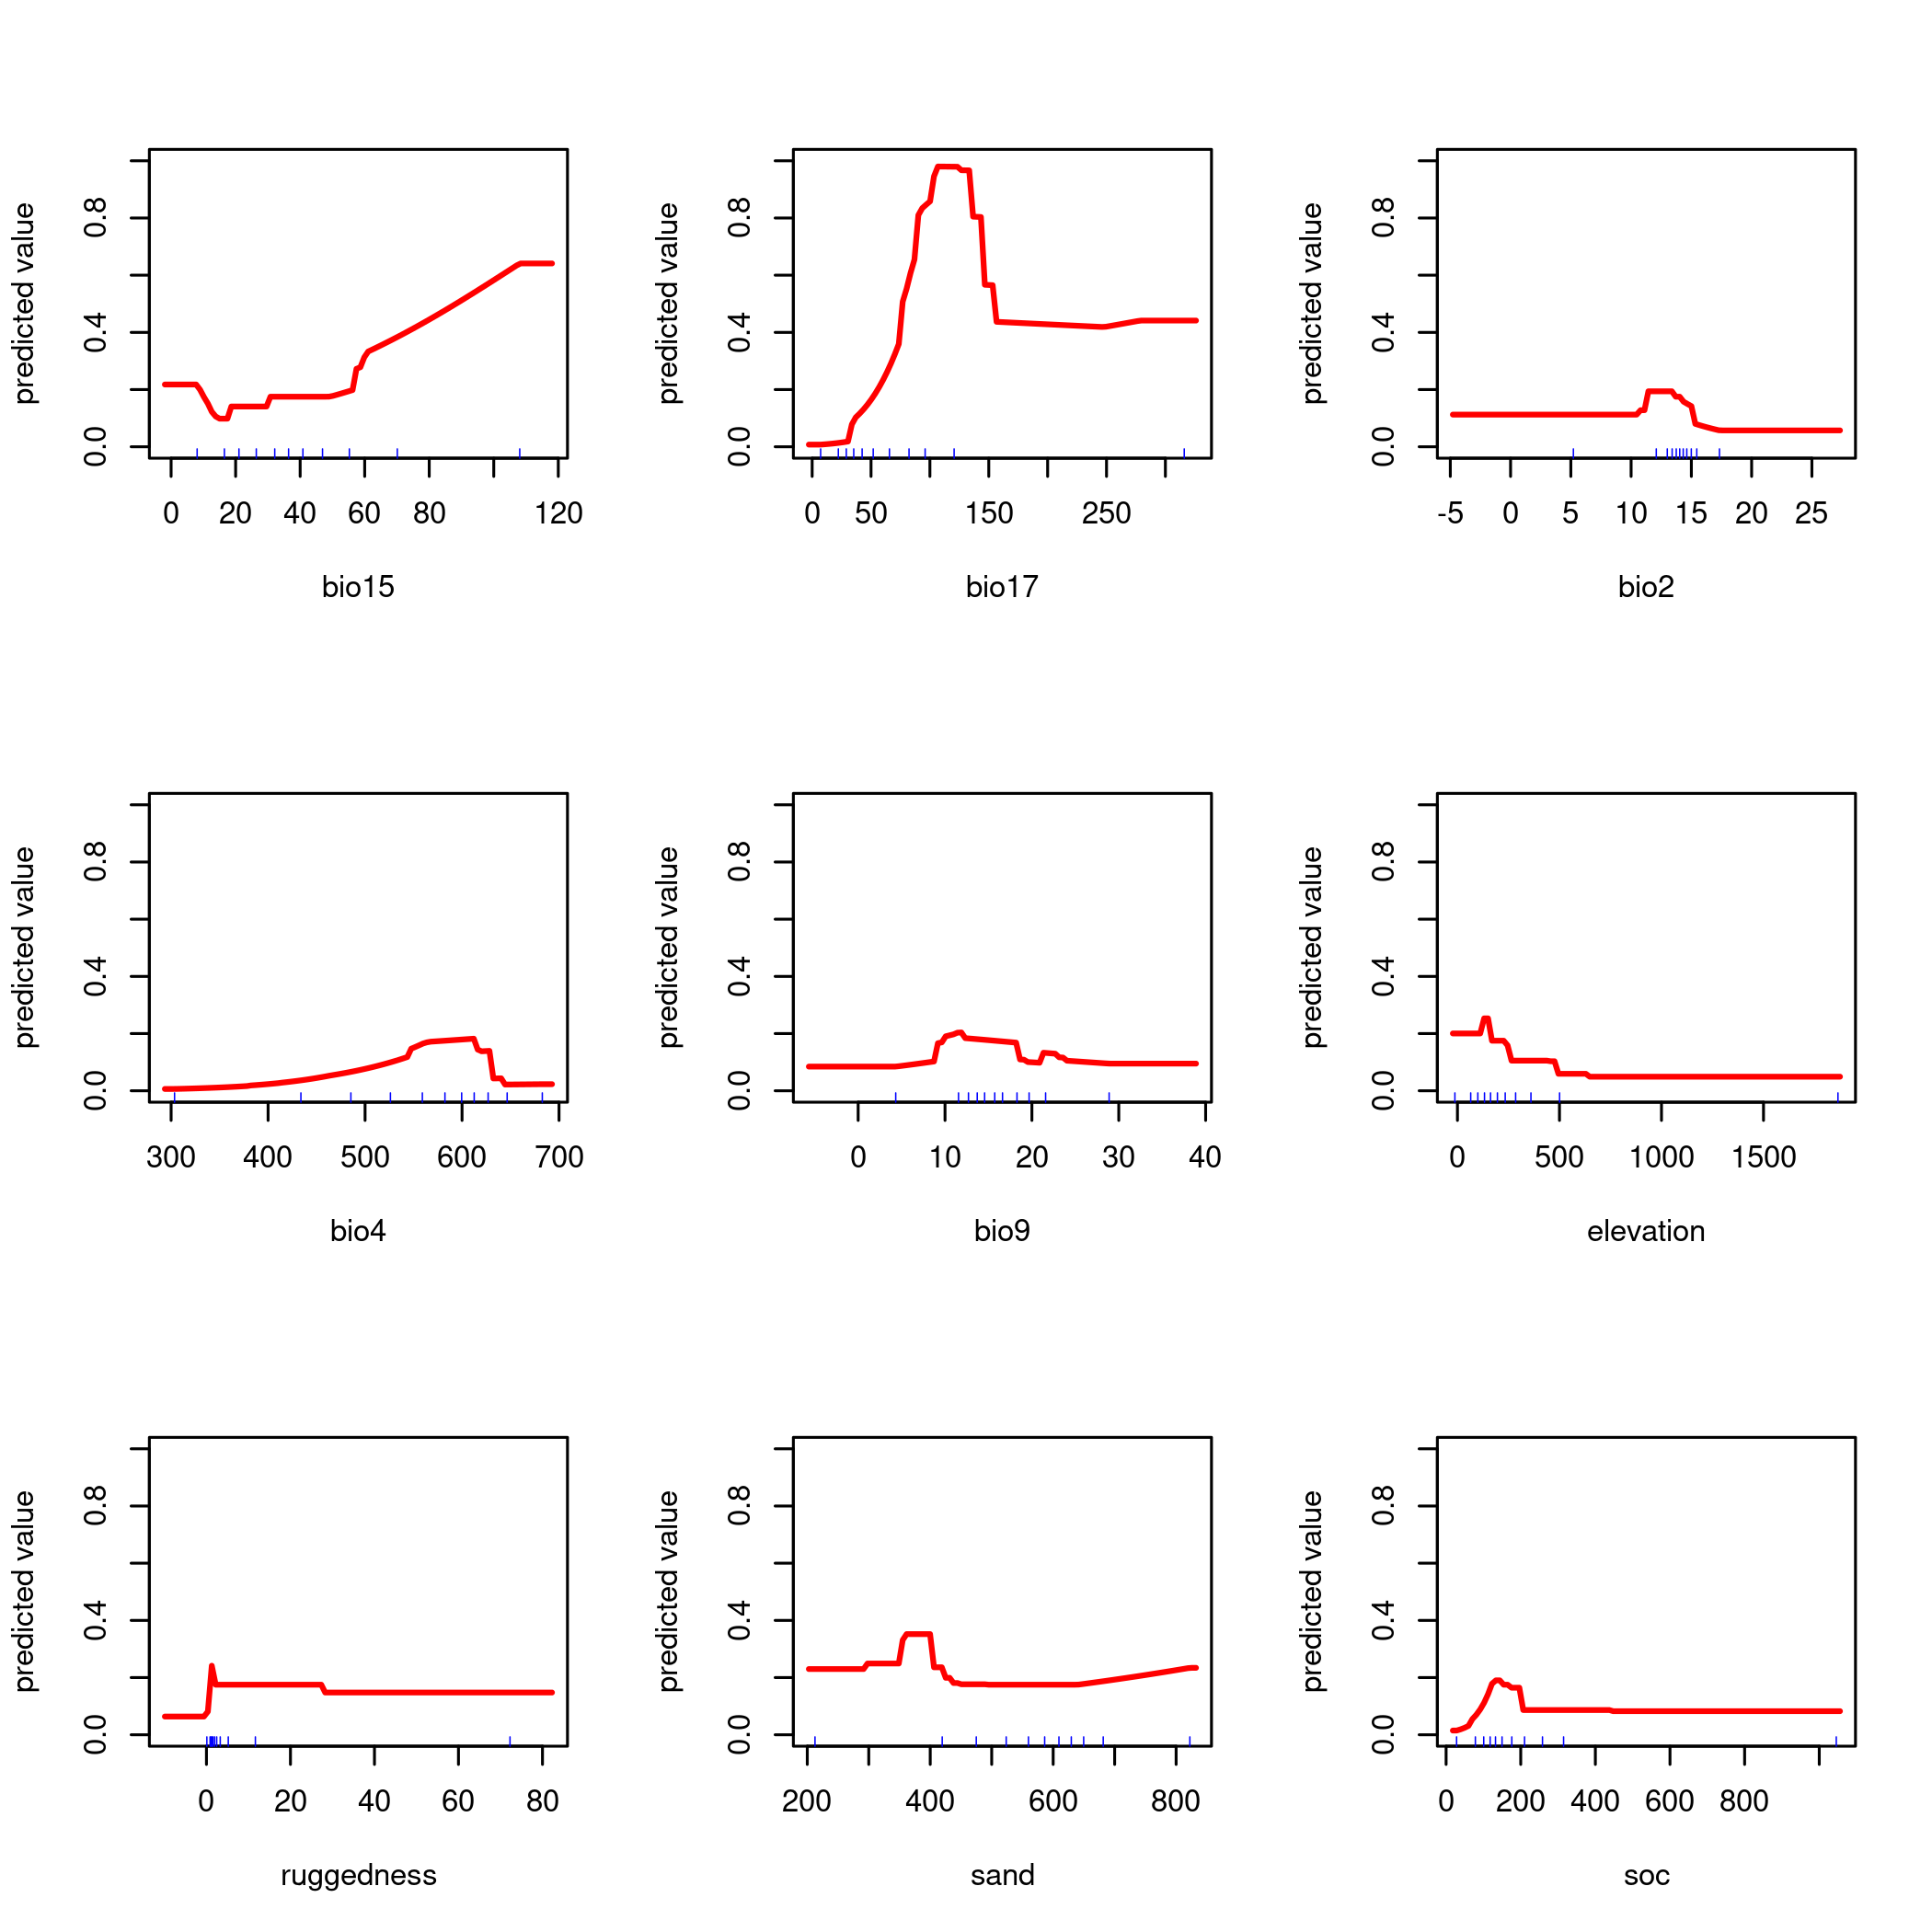 predicted value
0.0 0.4 0.8
0 20 40 60 80 120
bio15
predicted value
0.0 0.4 0.8
0 50 150 250
bio17
predicted value
0.0 0.4 0.8
-5 0 5 10 15 20 25
bio2
predicted value
0.0 0.4 0.8
300 400 500 600 700
bio4
predicted value
0.0 0.4 0.8
0 10 20 30 40
bio9
predicted value
0.0 0.4 0.8
0 500 1000 1500
elevation
predicted value
0.0 0.4 0.8
0 20 40 60 80
ruggedness
predicted value
0.0 0.4 0.8
200 400 600 800
sand
predicted value
0.0 0.4 0.8
0 200 400 600 800
soc